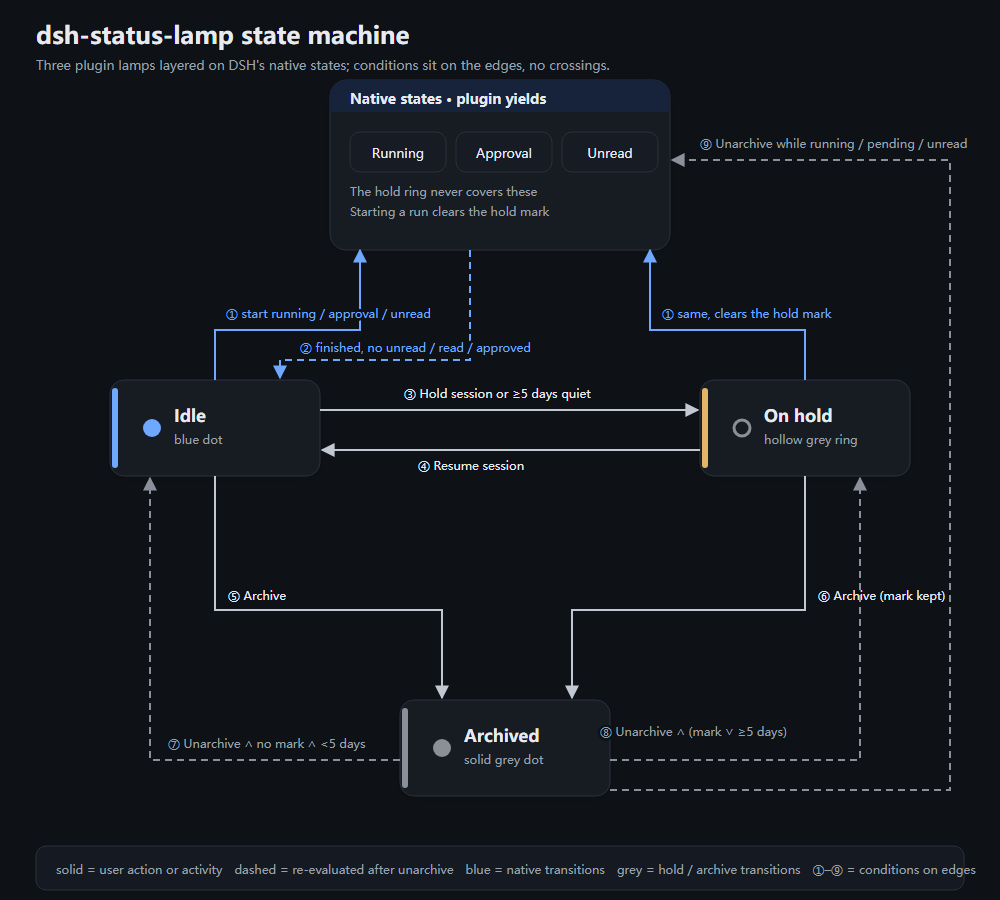 dsh-status-lamp state machine
Three plugin lamps layered on DSH's native states; conditions sit on the edges, no crossings.
Native states • plugin yields
Running
Approval
Unread
The hold ring never covers these
Starting a run clears the hold mark
⑨ Unarchive while running / pending / unread
① start running / approval / unread
① same, clears the hold mark
② finished, no unread / read / approved
Idle
blue dot
③ Hold session or ≥5 days quiet
④ Resume session
On hold
hollow grey ring
⑤ Archive
⑥ Archive (mark kept)
Archived
solid grey dot
⑦ Unarchive ∧ no mark ∧ <5 days
⑧ Unarchive ∧ (mark ∨ ≥5 days)
solid = user action or activity dashed = re-evaluated after unarchive blue = native transitions grey = hold / archive transitions ①–⑨ = conditions on edges